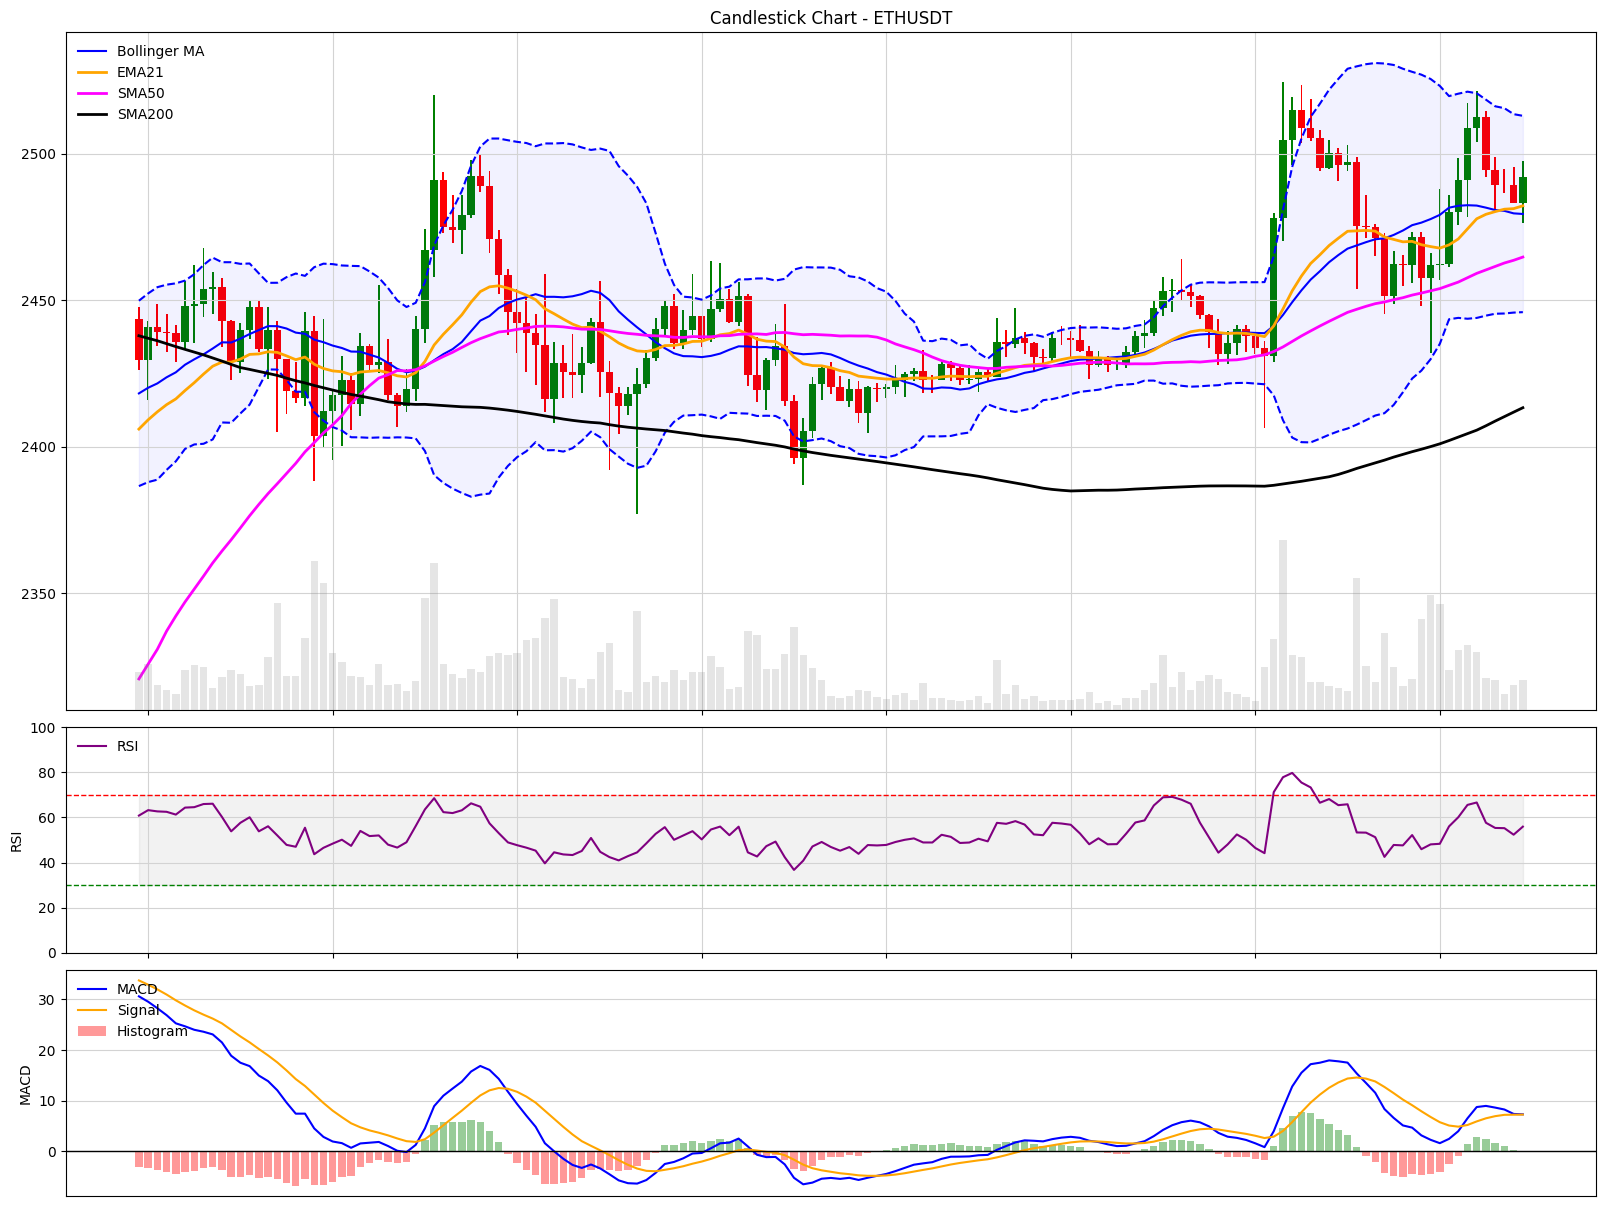 Candlestick Chart - ETHUSDT
Bollinger MA
EMA21
SMA50
SMA200
2500
2450
2400
2350
RSI
100
80
60
40
20
0
RSI
MACD
Signal
Histogram
30
20
10
0
MACD